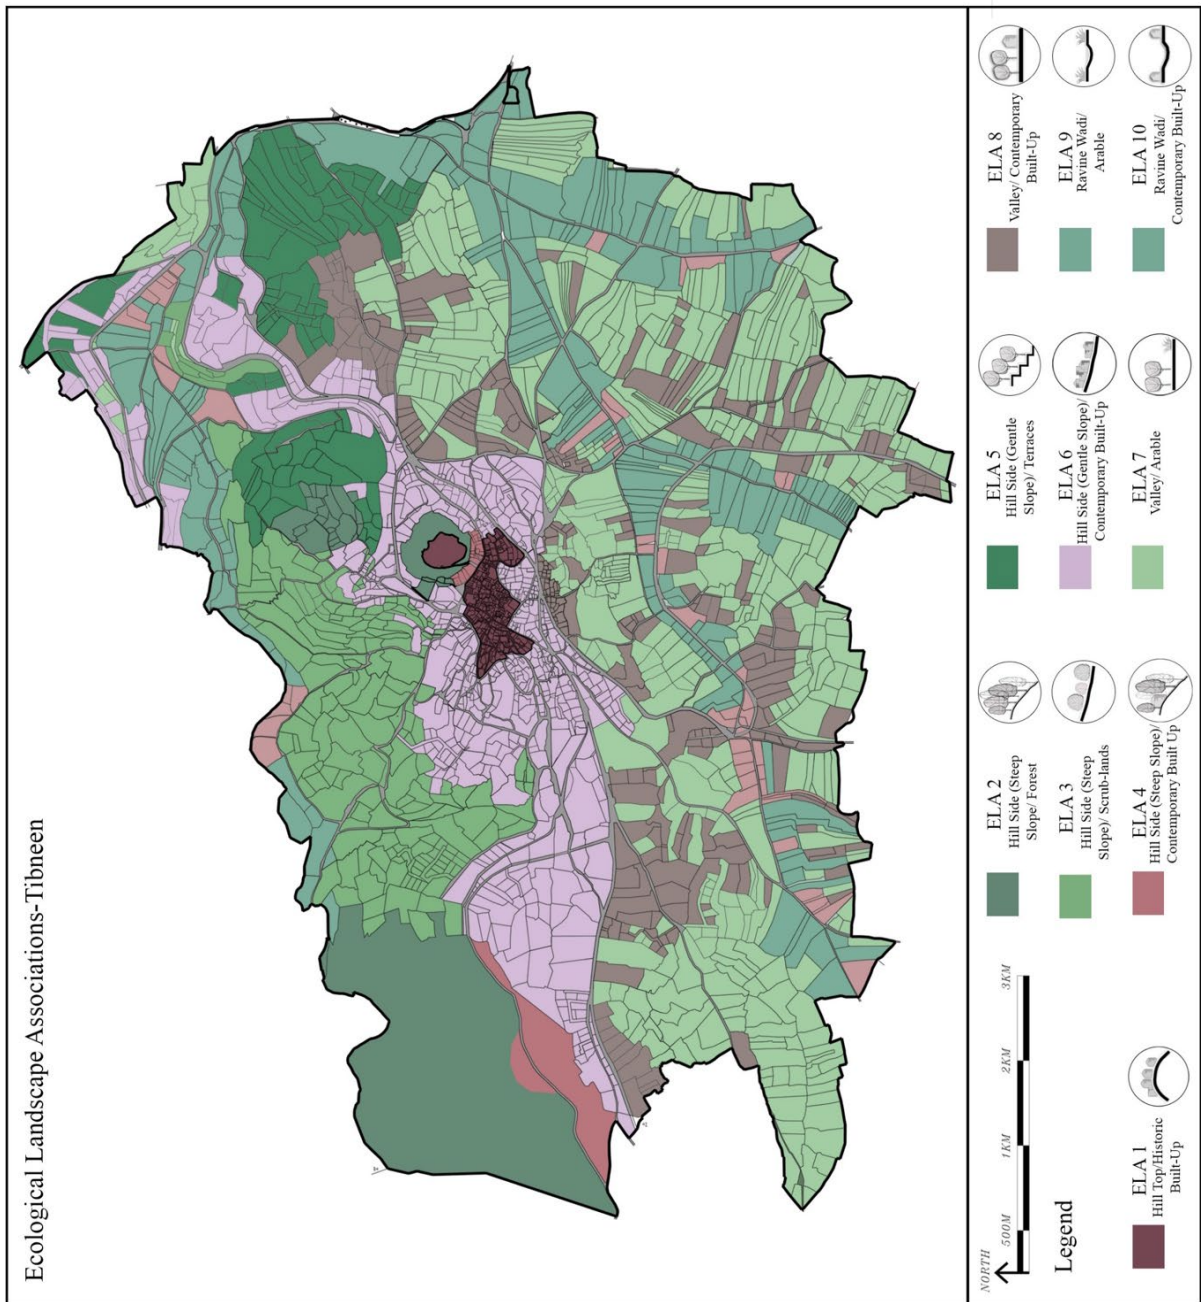 Ecological Landscape Associations-Tibneen
NORTH
500M
1KM
2KM
3KM
Legend
ELA 1
Hill Top/Historic
Built-Up
ELA 2
Hill Side (Steep
Slope/ Forest
ELA 3
Hill Side (Steep
Slope)/ Scrub-lands
ELA 4
Hill Side (Steep Slope)/
Contemporary Built Up
ELA 5
Hill Side (Gentle
Slope)/ Terraces
ELA 6
Hill Side (Gentle Slope)/
Contemporary Built-Up
ELA 7
Valley/ Arable
ELA 8
Valley/ Contemporary
Built-Up
ELA 9
Ravine Wadi/
Arable
ELA 10
Ravine Wadi/
Contemporary Built-Up